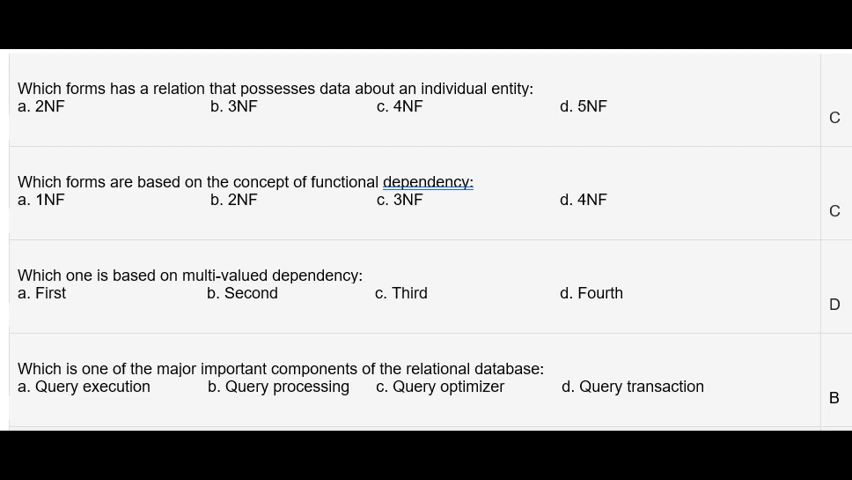 Which forms has a relation that possesses data about an individual entity:
a. 2NF b. 3NF c. 4NF d. 5NF
C
Which forms are based on the concept of functional dependency:
a. 1NF b. 2NF c. 3NF d. 4NF
C
Which one is based on multi-valued dependency:
a. First b. Second c. Third d. Fourth
D
Which is one of the major important components of the relational database:
a. Query execution b. Query processing c. Query optimizer d. Query transaction
B